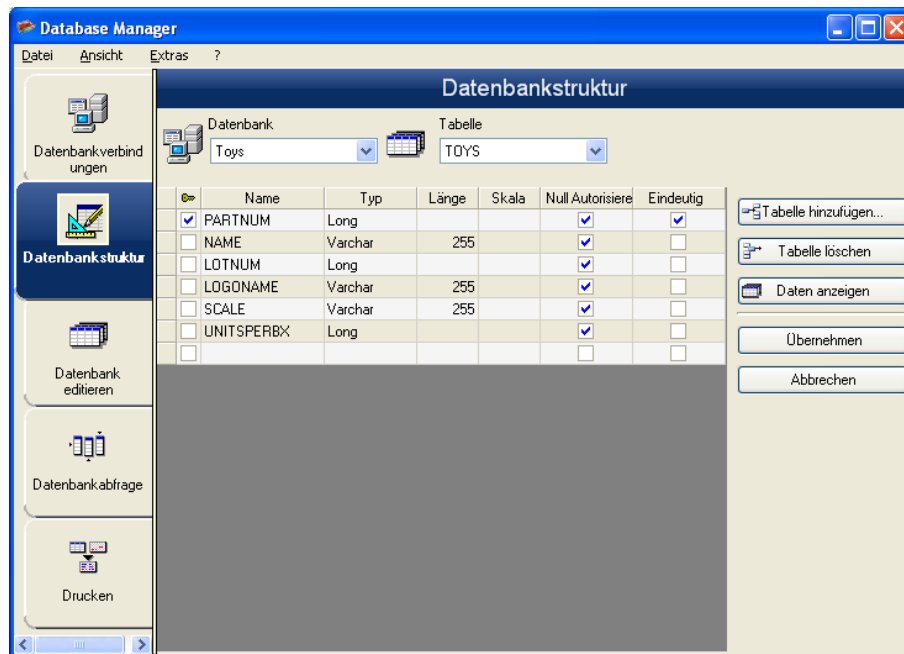 Database Manager
Datei Ansicht Extras ?
Datenbankstruktur
Datenbankverbind
ungen
Datenbank Tabelle
Toys TOYS
Name Typ Länge Skala Null Autorisiere Eindeutig
PARTNUM Long
NAME Varchar 255
LOTNUM Long
LOGONAME Varchar 255
SCALE Varchar 255
UNITSPERBX Long
Tabelle hinzufügen...
Tabelle löschen
Daten anzeigen
Übernehmen
Abbrechen
Datenbankstruktur
Datenbank
editieren
Datenbankabfrage
Drucken